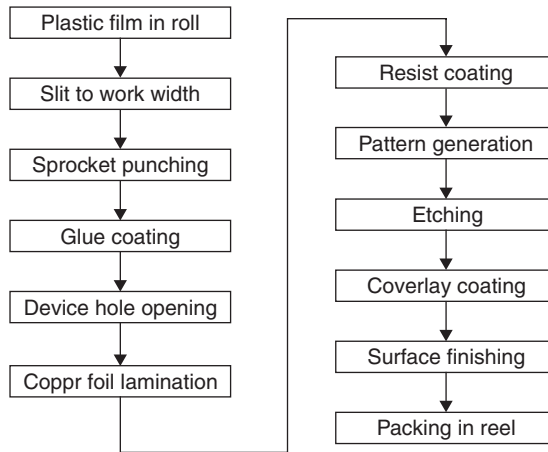 Plastic film in roll
Slit to work width
Sprocket punching
Glue coating
Device hole opening
Coppr foil lamination
Resist coating
Pattern generation
Etching
Coverlay coating
Surface finishing
Packing in reel